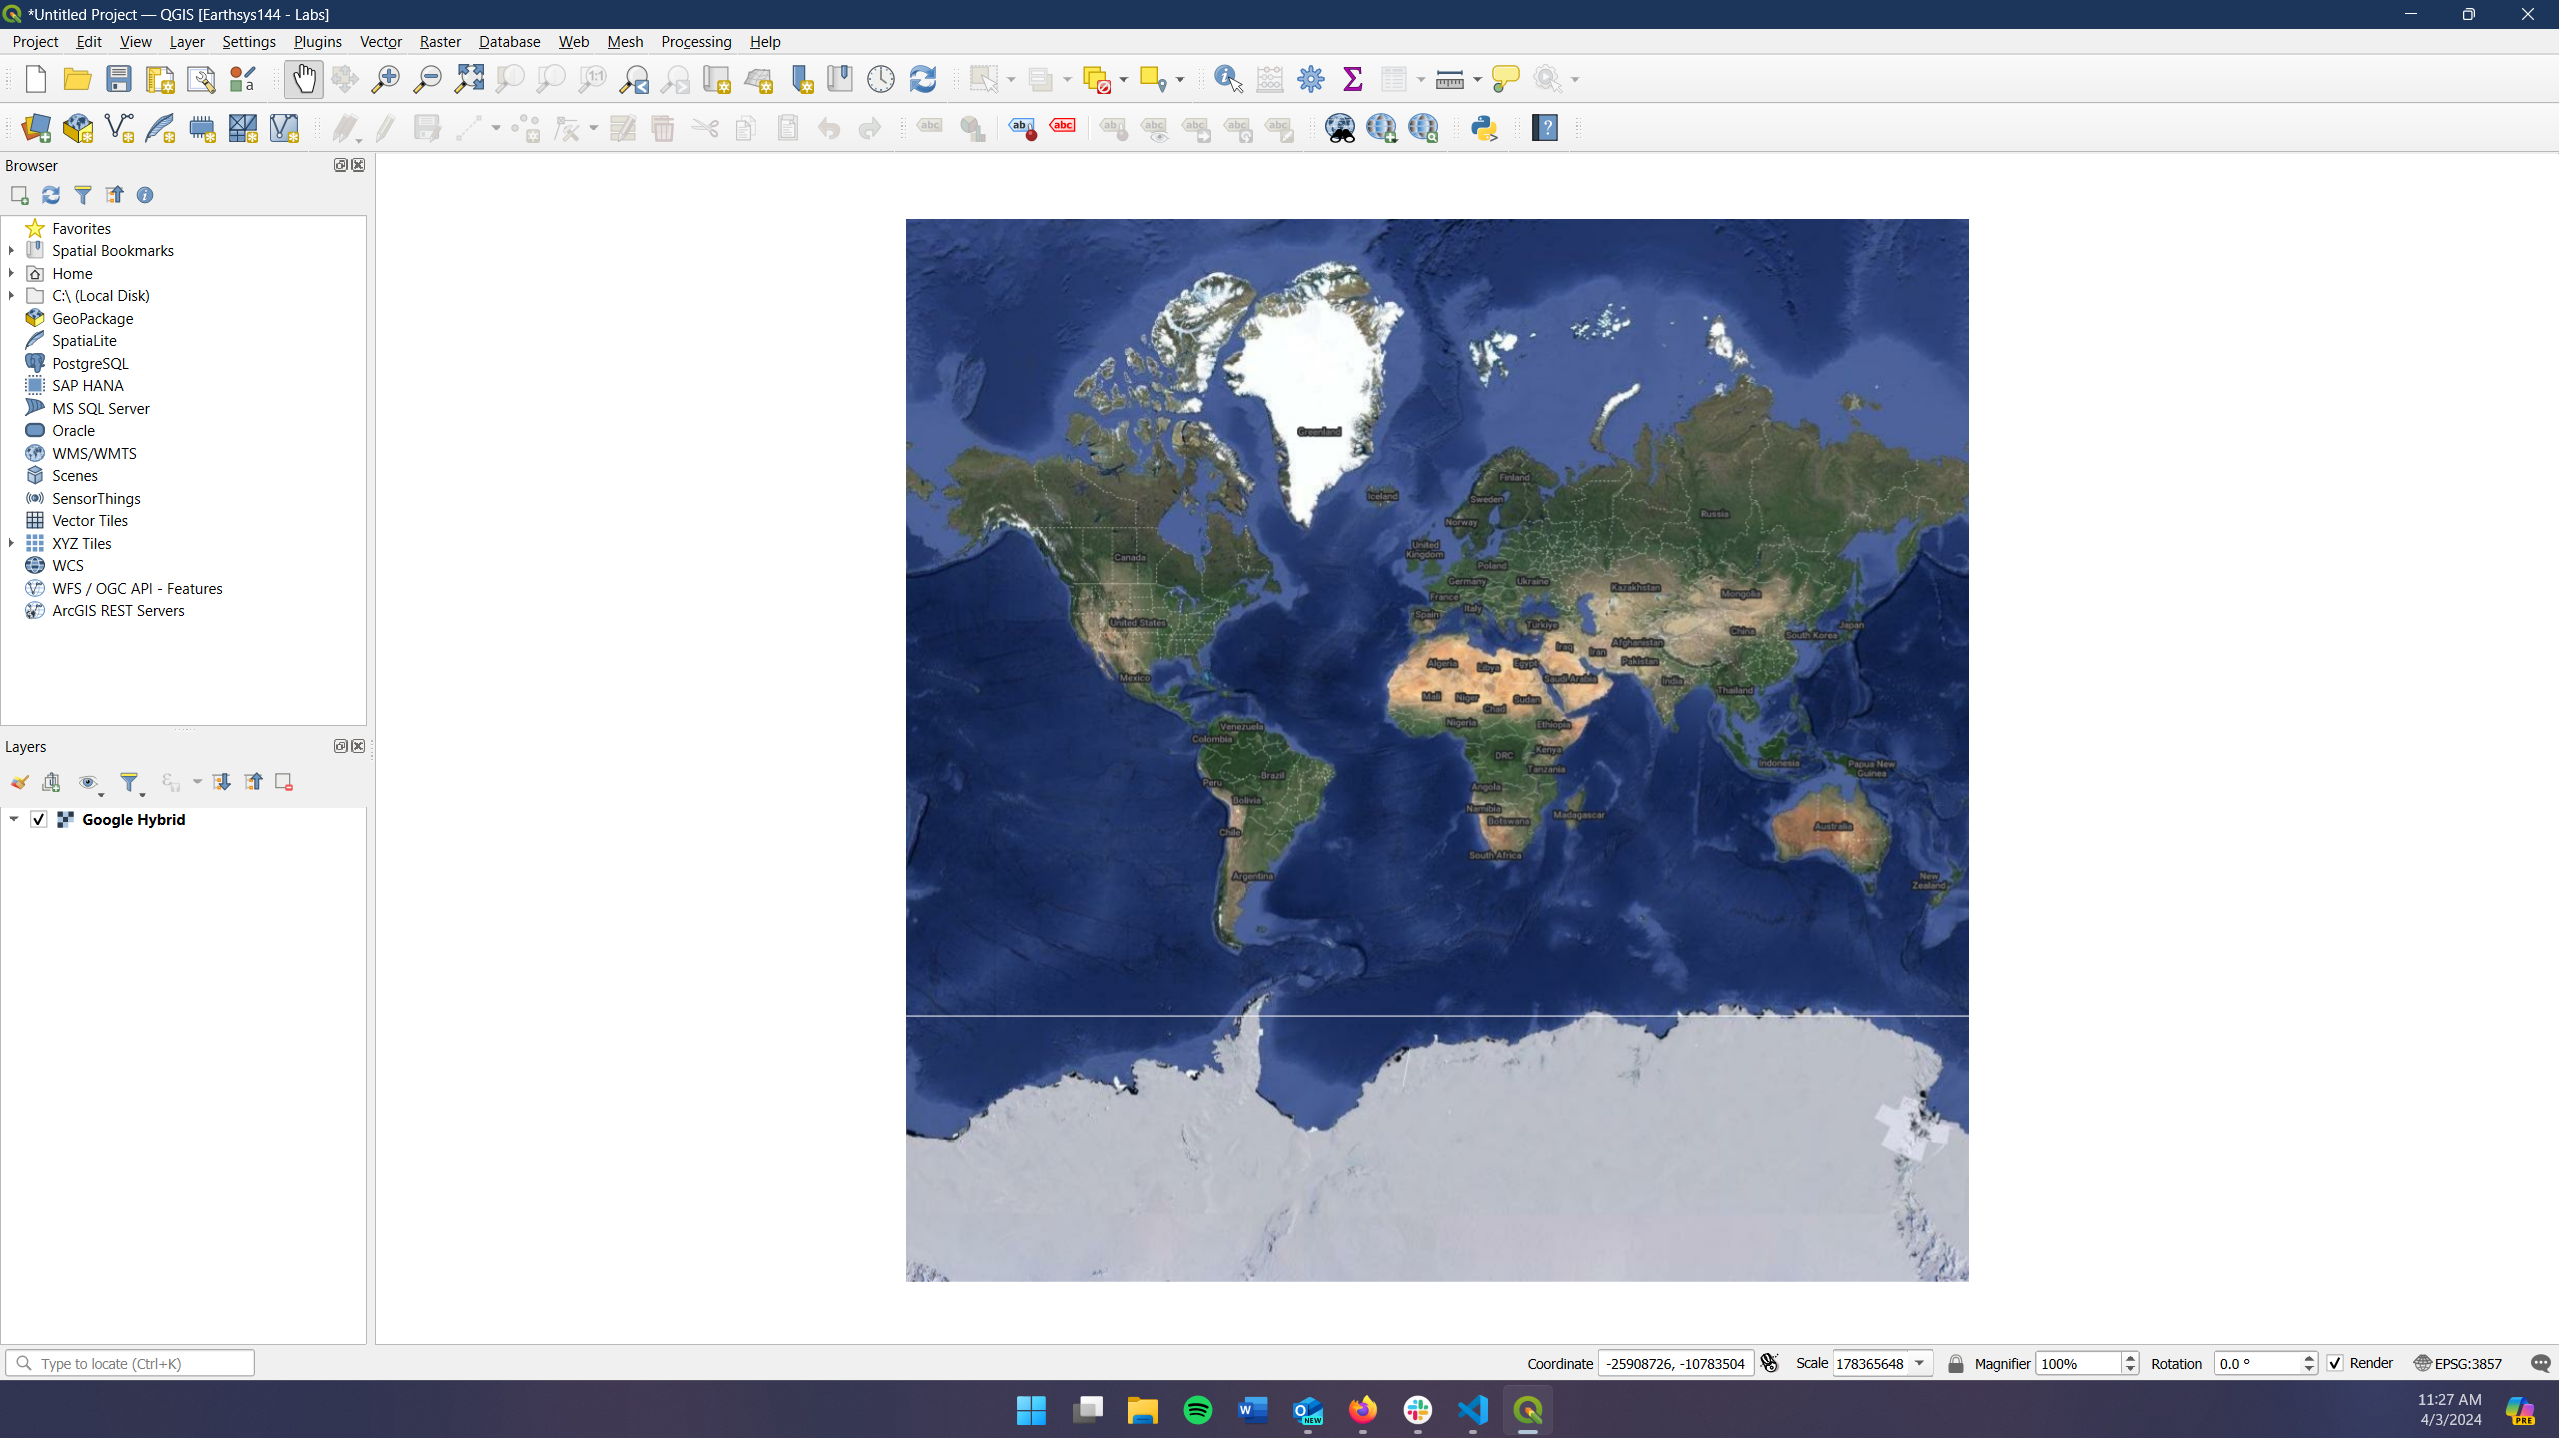 *Untitled Project — QGIS [Earthsys144 - Labs]
Project Edit View Layer Settings Plugins Vector Raster Database Web Mesh Processing Help
Browser
Favorites
Spatial Bookmarks
Home
C:\ (Local Disk)
GeoPackage
SpatiaLite
PostgreSQL
SAP HANA
MS SQL Server
Oracle
WMS/WMTS
Scenes
SensorThings
Vector Tiles
XYZ Tiles
WCS
WFS / OGC API - Features
ArcGIS REST Servers
Layers
Google Hybrid
Greenland
Iceland
Finland
Sweden
Norway
Russia
United
Kingdom
Canada
Poland
Germany
Ukraine
Kazakhstan
Mongolia
France
Italy
Spain
Türkiye
United States
Japan
South Korea
China
Afghanistan
Iraq
Iran
Pakistan
Algeria
Libya
Egypt
Mexico
Saudi Arabia
India
Thailand
Mali
Niger
Sudan
Chad
Nigeria
Ethiopia
Venezuela
Colombia
DRC
Kenya
Tanzania
Indonesia
Papua New
Guinea
Brazil
Peru
Angola
Bolivia
Namibia
Botswana
Madagascar
Australia
Chile
South Africa
Argentina
New
Zealand
Type to locate (Ctrl+K)
Coordinate -25908726, -10783504 Scale 178365648 Magnifier 100% Rotation 0.0 ° Render EPSG:3857
11:27 AM
4/3/2024